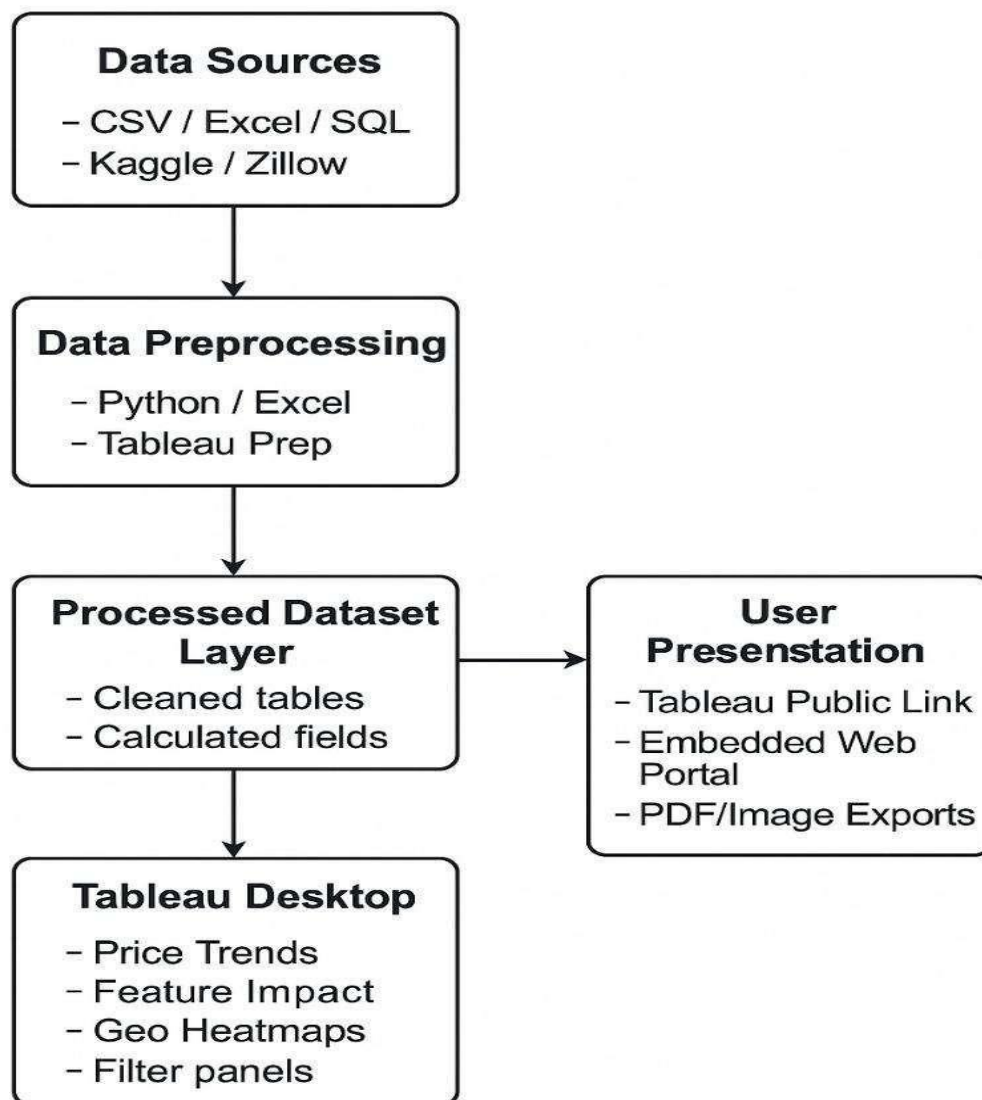 Data Sources
- CSV / Excel / SQL
- Kaggle / Zillow
Data Preprocessing
- Python / Excel
- Tableau Prep
Processed Dataset
Layer
- Cleaned tables
- Calculated fields
User
Presenstation
- Tableau Public Link
- Embedded Web
Portal
- PDF/Image Exports
Tableau Desktop
- Price Trends
- Feature Impact
- Geo Heatmaps
- Filter panels